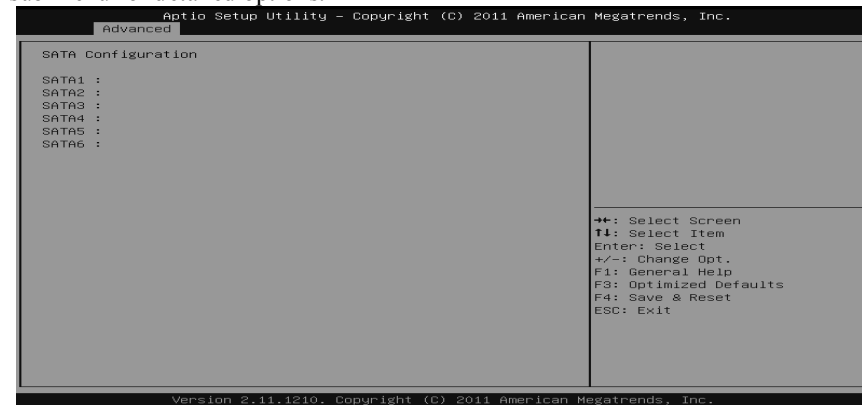 Aptio Setup Utility – Copyright (C) 2011 American Megatrends, Inc.
Advanced
SATA Configuration
SATA1 :
SATA2 :
SATA3 :
SATA4 :
SATA5 :
SATA6 :
→←: Select Screen
↑↓: Select Item
Enter: Select
+/-: Change Opt.
F1: General Help
F3: Optimized Defaults
F4: Save & Reset
ESC: Exit
Version 2.11.1210. Copyright (C) 2011 American Megatrends, Inc.